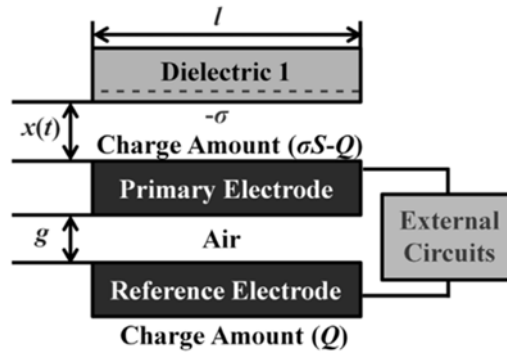 l
Dielectric 1
-σ
x(t)
Charge Amount (σS-Q)
Primary Electrode
g
Air
External
Circuits
Reference Electrode
Charge Amount (Q)